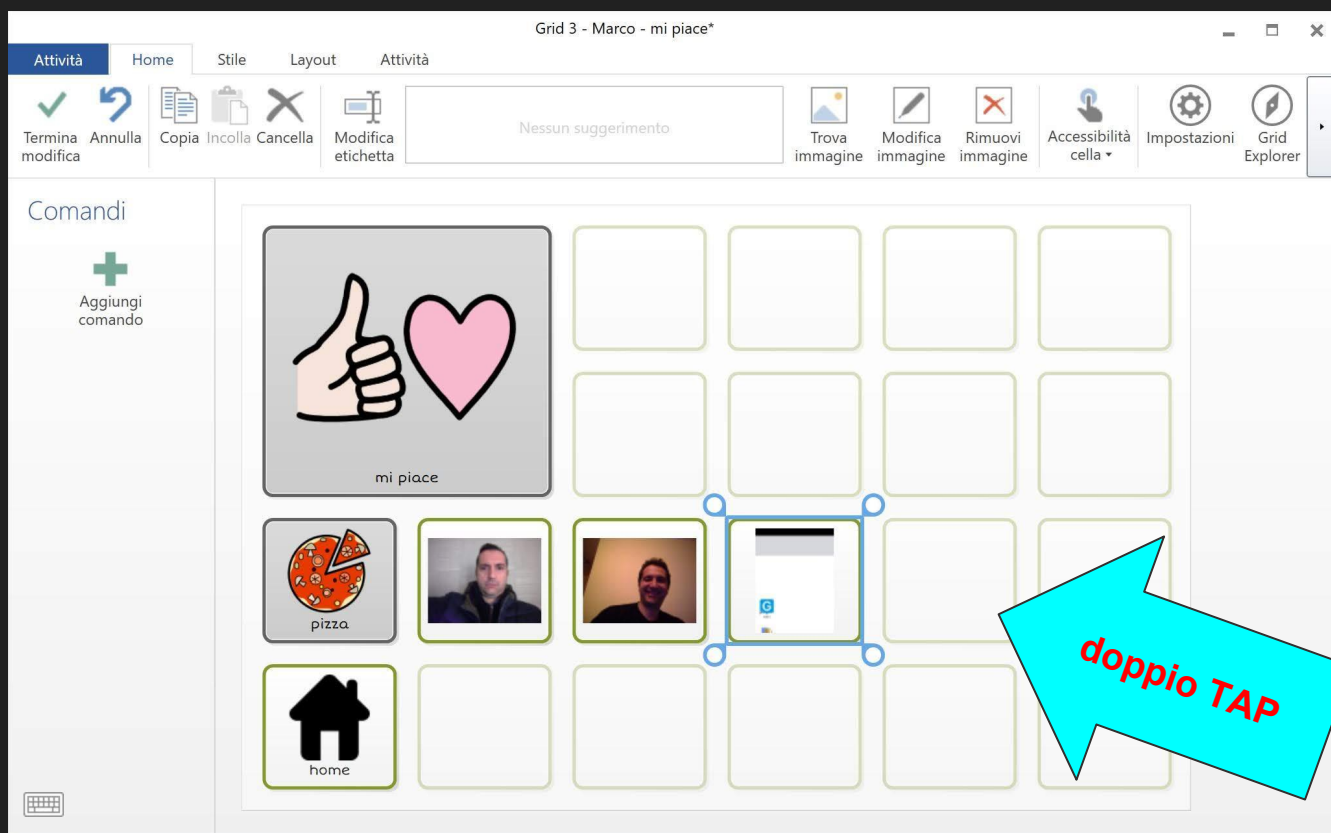 Grid 3 - Marco - mi piace*
Attività
Home
Stile
Layout
Attività
Termina
modifica
Annulla
Copia
Incolla
Cancella
Modifica
etichetta
Nessun suggerimento
Trova
immagine
Modifica
immagine
Rimuovi
immagine
Accessibilità
cella
Impostazioni
Grid
Explorer
Comandi
Aggiungi
comando
mi piace
pizza
G
doppio TAP
home